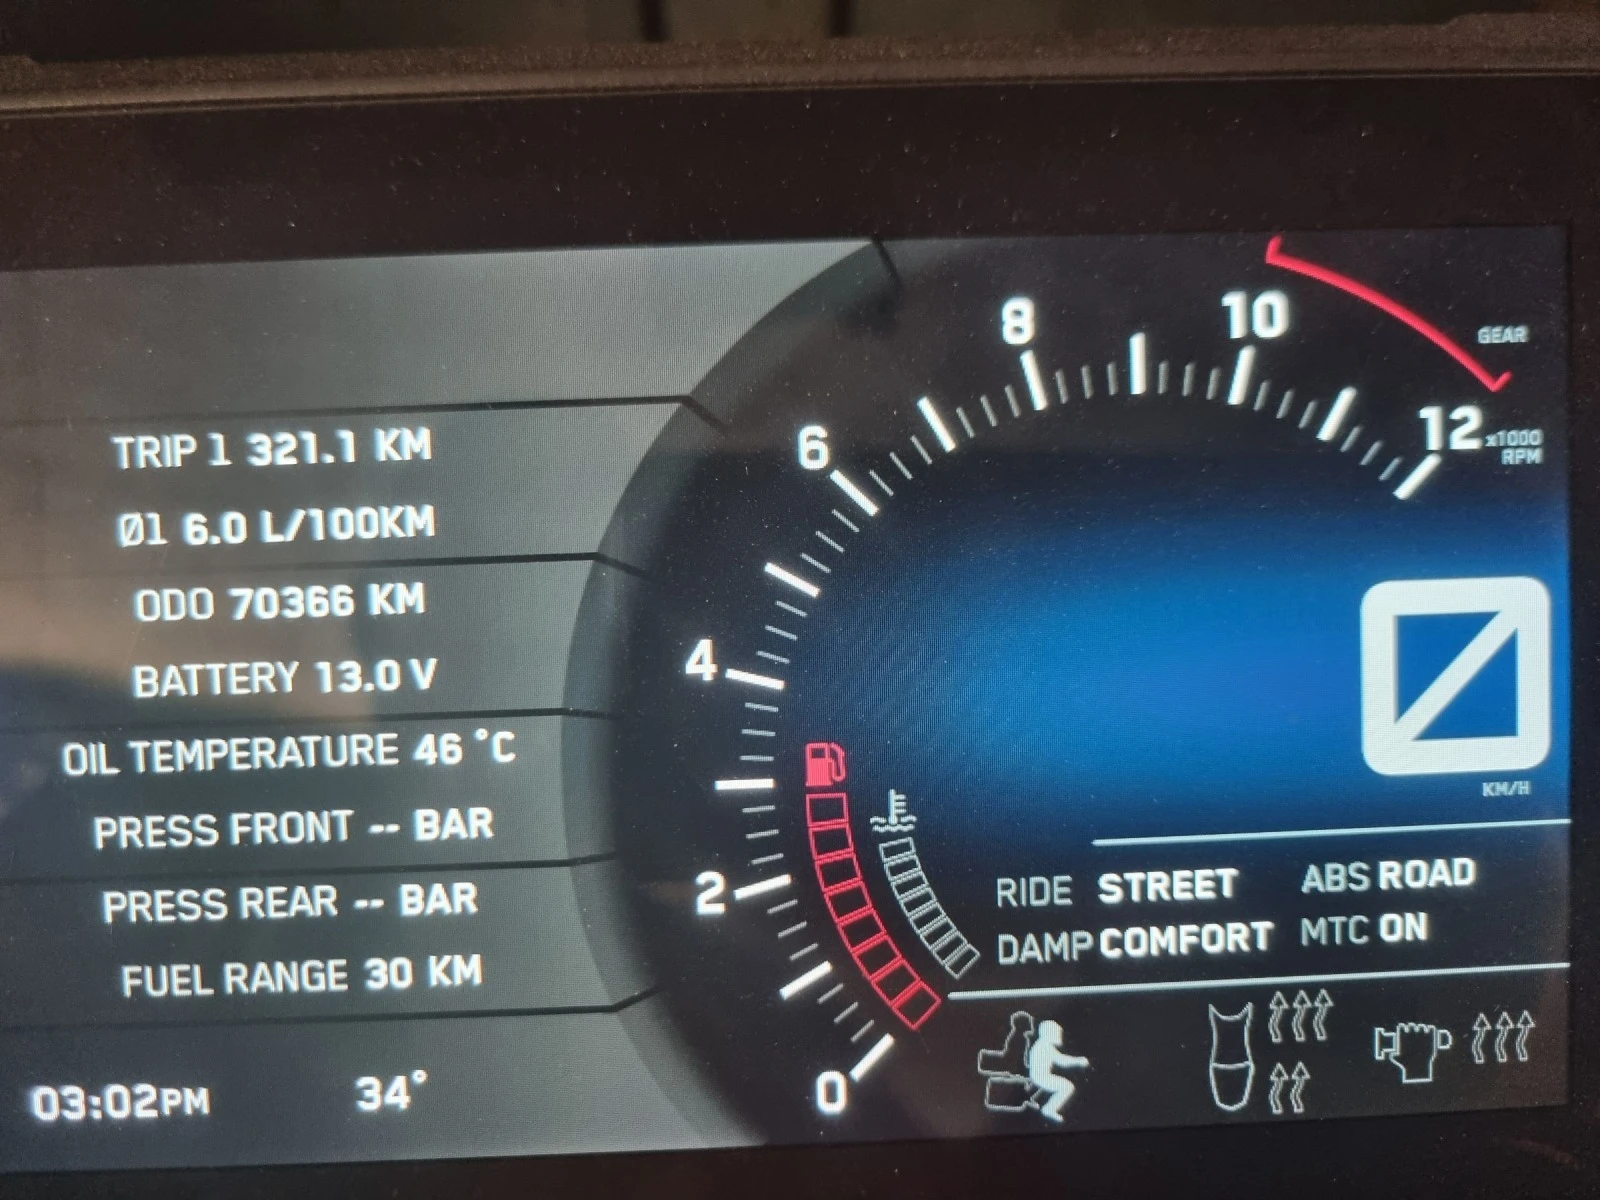 TRIP 1 321.1 KM
Ø1 6.0 L/100KM
ODO 70366 KM
BATTERY 13.0 V
OIL TEMPERATURE 46 °C
PRESS FRONT -- BAR
PRESS REAR -- BAR
FUEL RANGE 30 KM
03:02PM 34°
0
2
4
6
8
10
12
x1000
RPM
GEAR
0
KM/H
RIDE STREET ABS ROAD
DAMP COMFORT MTC ON